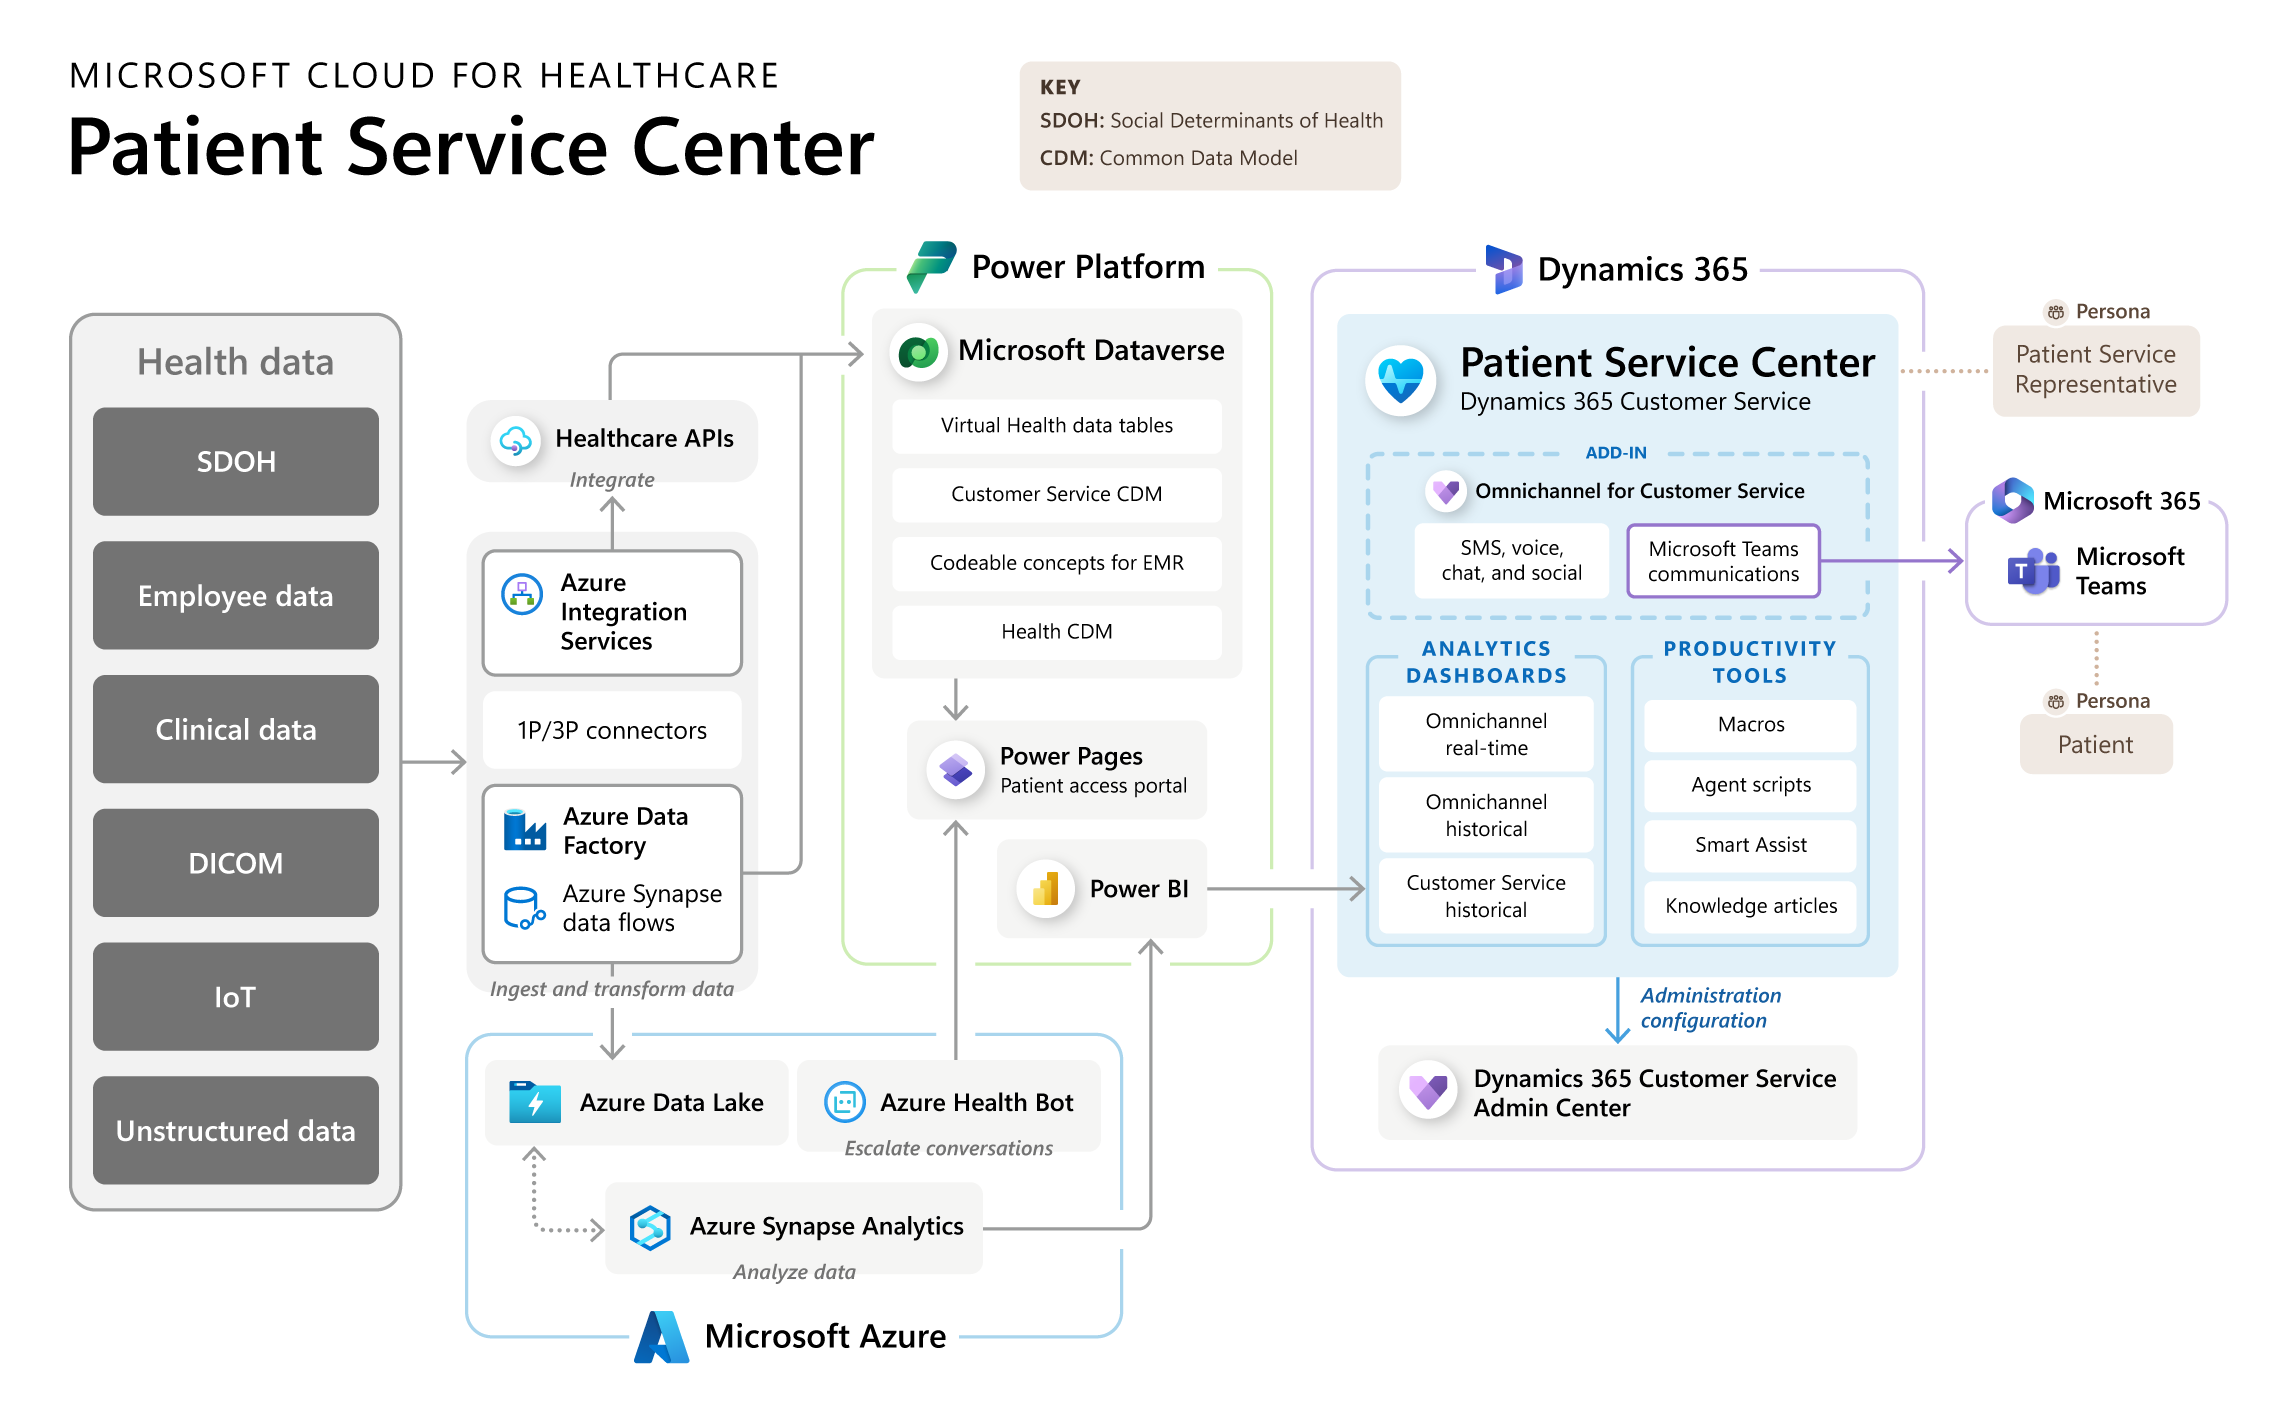 MICROSOFT CLOUD FOR HEALTHCARE
Patient Service Center
KEY
SDOH: Social Determinants of Health
CDM: Common Data Model
Health data
SDOH
Employee data
Clinical data
DICOM
IoT
Unstructured data
Healthcare APIs
Integrate
Azure
Integration
Services
1P/3P connectors
Azure Data
Factory
Azure Synapse
data flows
Ingest and transform data
Azure Data Lake
Azure Health Bot
Escalate conversations
Azure Synapse Analytics
Analyze data
Microsoft Azure
Power Platform
Microsoft Dataverse
Virtual Health data tables
Customer Service CDM
Codeable concepts for EMR
Health CDM
Power Pages
Patient access portal
Power BI
Dynamics 365
Patient Service Center
Dynamics 365 Customer Service
ADD-IN
Omnichannel for Customer Service
SMS, voice,
chat, and social
Microsoft Teams
communications
ANALYTICS
DASHBOARDS
Omnichannel
real-time
Omnichannel
historical
Customer Service
historical
PRODUCTIVITY
TOOLS
Macros
Agent scripts
Smart Assist
Knowledge articles
Administration
configuration
Dynamics 365 Customer Service
Admin Center
Persona
Patient Service
Representative
Microsoft 365
T
Microsoft
Teams
Persona
Patient